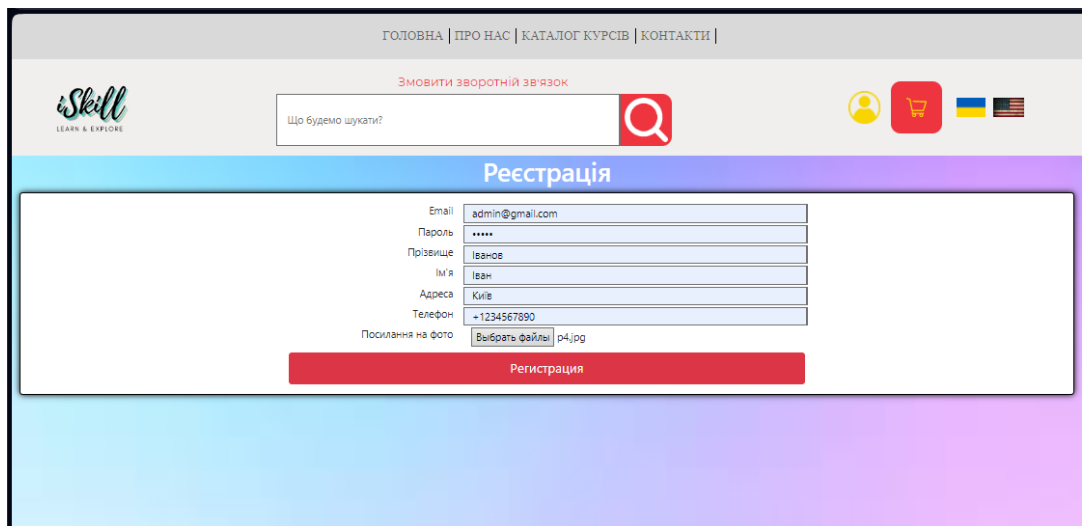 ГОЛОВНА | ПРО НАС | КАТАЛОГ КУРСІВ | КОНТАКТИ |
iSkill
LEARN & EXPLORE
Змовити зворотній зв'язок
Що будемо шукати?
Реєстрація
Email admin@gmail.com
Пароль •••••
Прізвище Іванов
Ім'я Іван
Адреса Київ
Телефон +1234567890
Посилання на фото Выбрать файлы p4.jpg
Регистрация